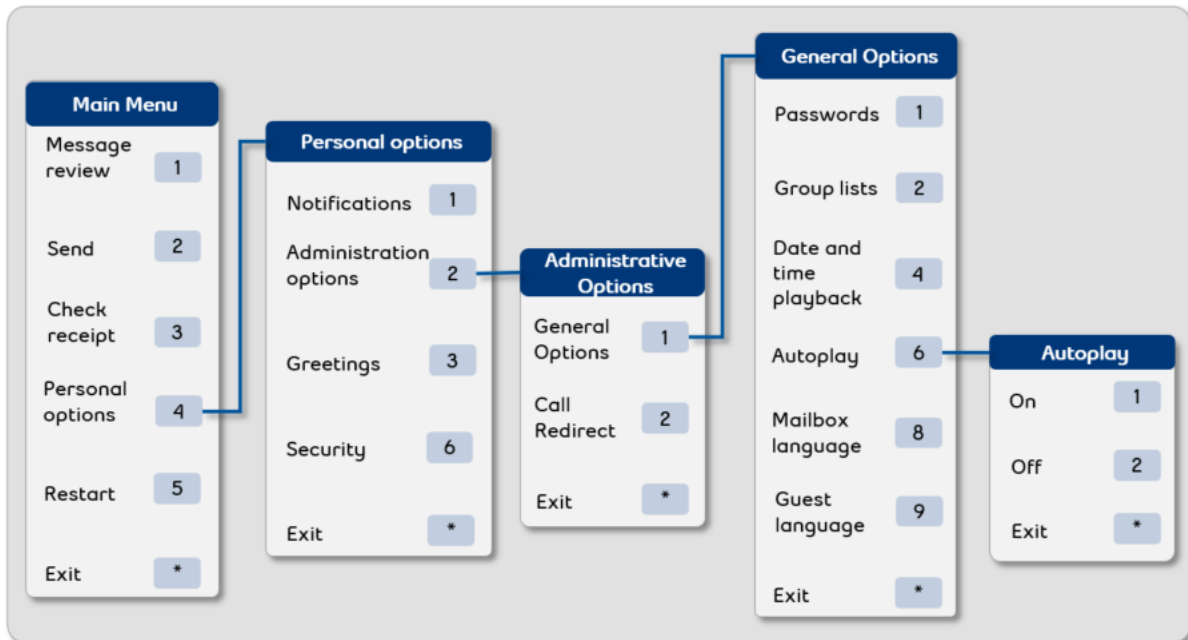 Main Menu
Message
review 1
Send 2
Check
receipt 3
Personal
options 4
Restart 5
Exit *
Personal options
Notifications 1
Administration
options 2
Greetings 3
Security 6
Exit *
Administrative
Options
General
Options 1
Call
Redirect 2
Exit *
General Options
Passwords 1
Group lists 2
Date and
time 4
playback
Autoplay 6
Mailbox
language 8
Guest
language 9
Exit *
Autoplay
On 1
Off 2
Exit *